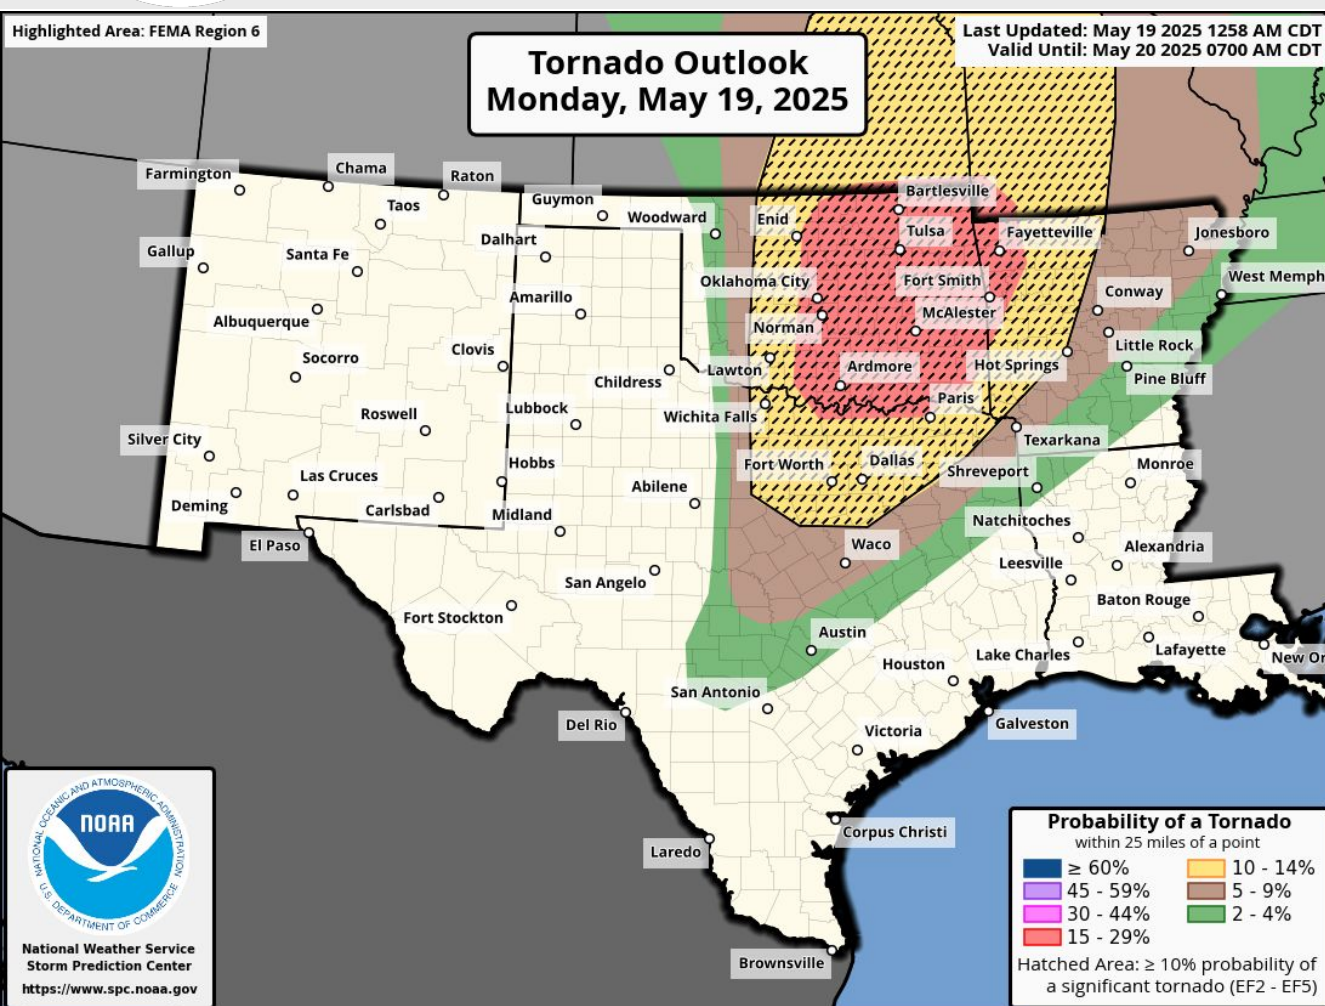 Highlighted Area: FEMA Region 6
Last Updated: May 19 2025 1258 AM CDT
Valid Until: May 20 2025 0700 AM CDT
Tornado Outlook
Monday, May 19, 2025
Farmington
Chama
Raton
Taos
Guymon
Woodward
Enid
Bartlesville
Tulsa
Fayetteville
Jonesboro
Gallup
Santa Fe
Dalhart
Oklahoma City
Fort Smith
West Memph
Amarillo
Conway
Albuquerque
Norman
McAlester
Socorro
Clovis
Little Rock
Childress
Lawton
Ardmore
Hot Springs
Pine Bluff
Roswell
Lubbock
Wichita Falls
Paris
Silver City
Texarkana
Las Cruces
Hobbs
Fort Worth
Dallas
Shreveport
Monroe
Deming
Carlsbad
Midland
Abilene
Natchitoches
El Paso
Waco
Alexandria
San Angelo
Leesville
Fort Stockton
Baton Rouge
Austin
Houston
Lake Charles
Lafayette
New Or
San Antonio
Del Rio
Victoria
Galveston
Laredo
Corpus Christi
Brownsville
NATIONAL OCEANIC AND ATMOSPHERIC ADMINISTRATION
NOAA
U.S. DEPARTMENT OF COMMERCE
National Weather Service
Storm Prediction Center
https://www.spc.noaa.gov
Probability of a Tornado
within 25 miles of a point
≥ 60%
10 - 14%
45 - 59%
5 - 9%
30 - 44%
2 - 4%
15 - 29%
Hatched Area: ≥ 10% probability of
a significant tornado (EF2 - EF5)